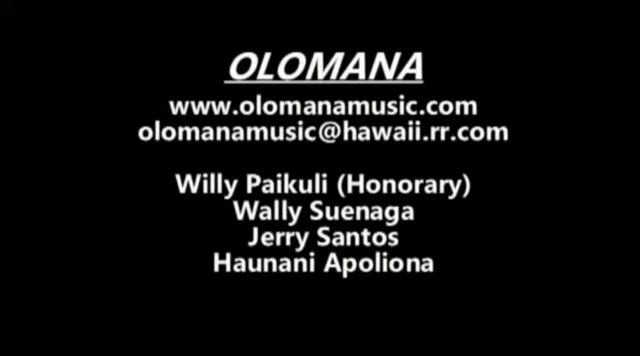 OLOMANA
www.olomanamusic.com
olomanamusic@hawaii.rr.com
Willy Paikuli (Honorary)
Wally Suenaga
Jerry Santos
Haunani Apoliona